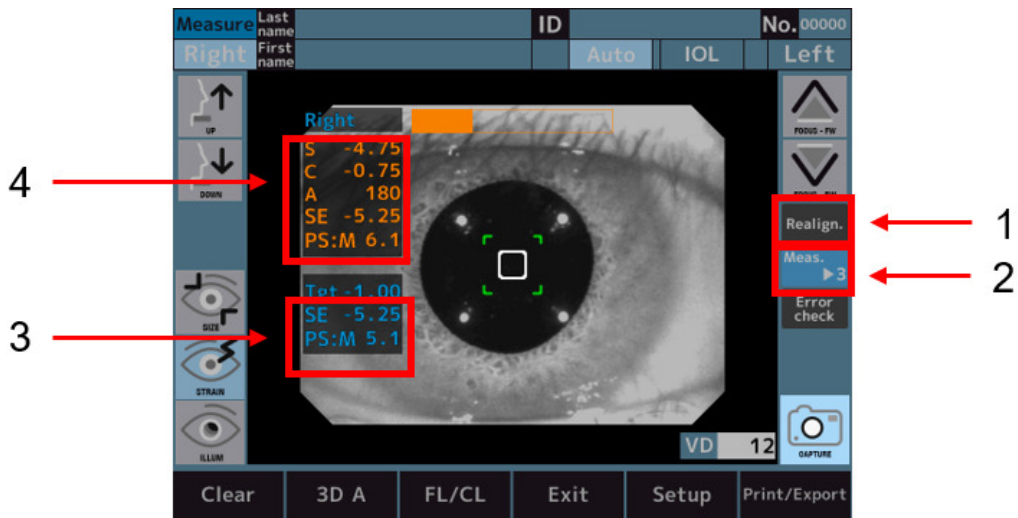 Measure Last name ID No. 00000
Right First name Auto IOL Left
UP
DOWN
SIZE
STRAIN
ILLUM
4
3
Right
S -4.75
C -0.75
A 180
SE -5.25
PS:M 6.1
Tgt -1.00
SE -5.25
PS:M 5.1
FOCUS - FW
FOCUS - FW
Realign.
Meas.
▶3
Error
check
1
2
VD 12
CAPTURE
Clear 3D A FL/CL Exit Setup Print/Export